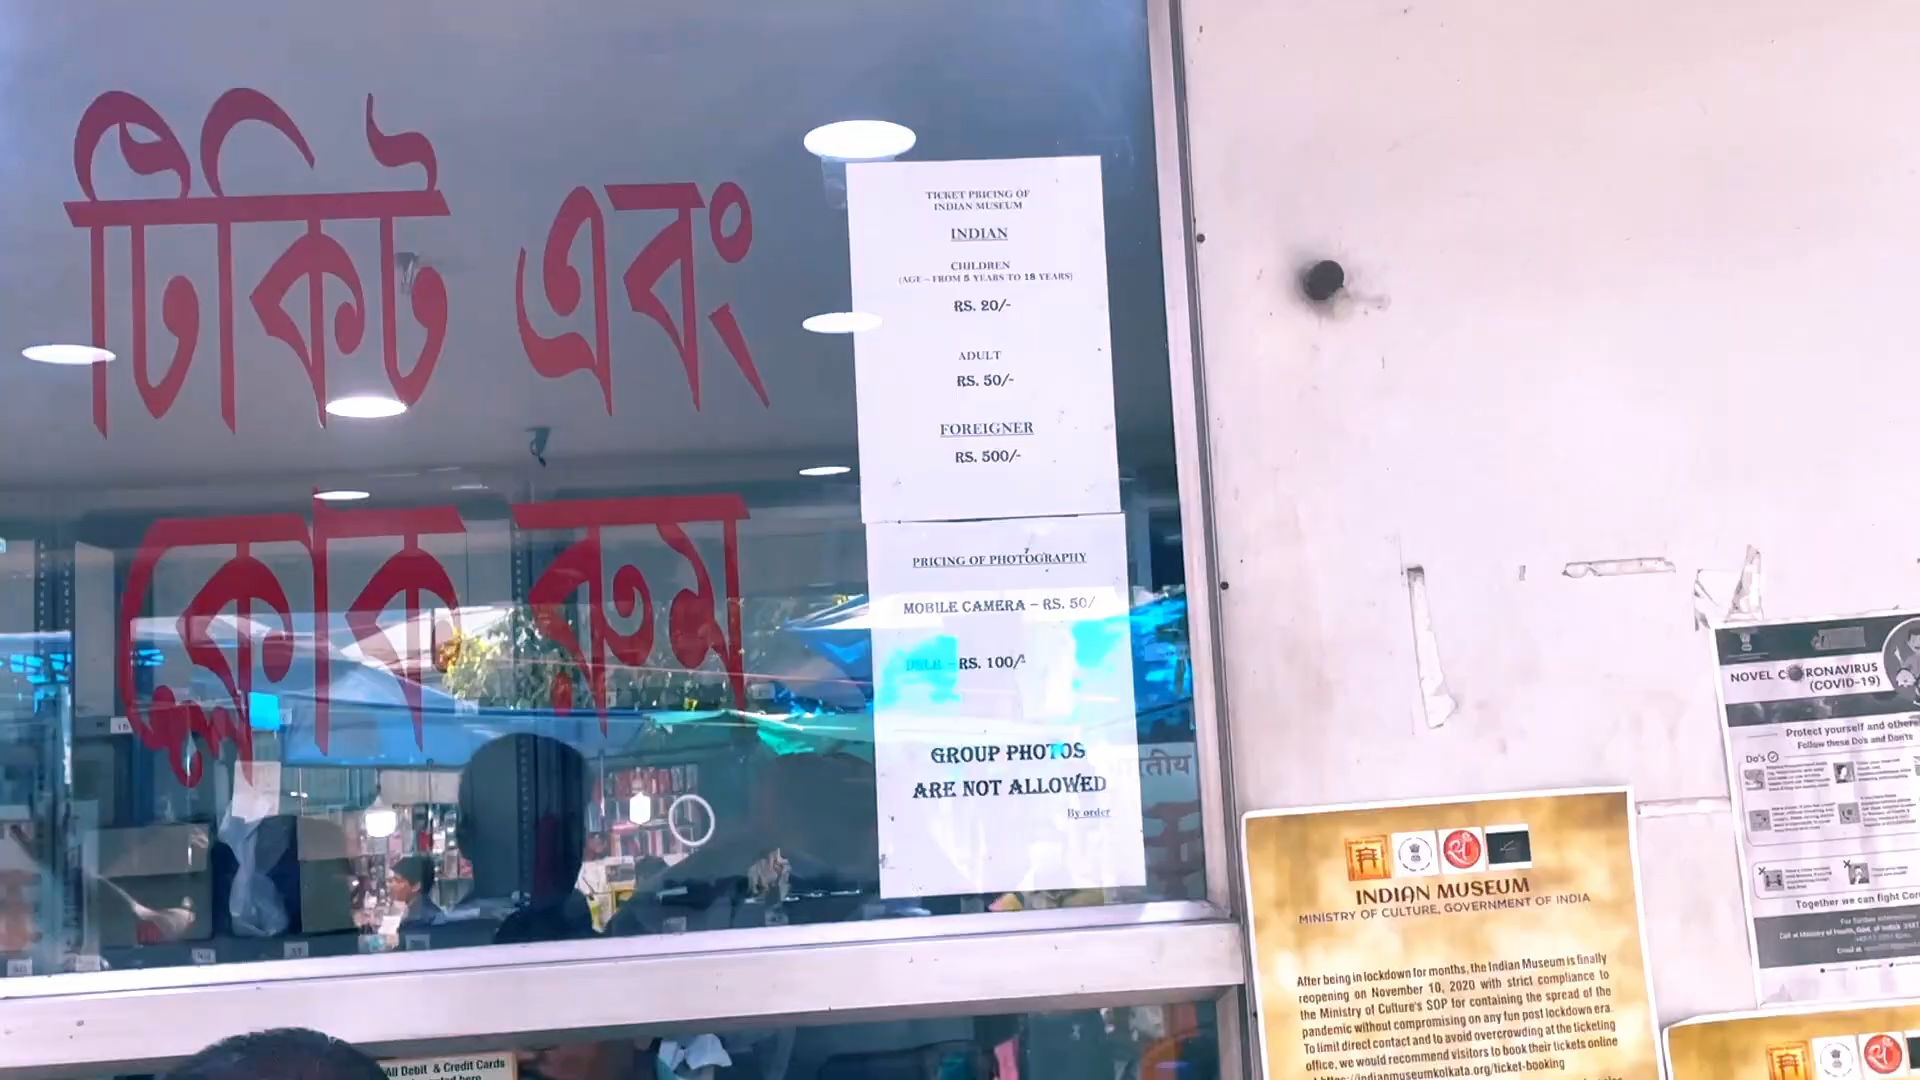 টিকিট এবং
ক্লোক রুম
TICKET PRICING OF
INDIAN MUSEUM
INDIAN
CHILDREN
(AGE – FROM 5 YEARS TO 18 YEARS)
RS. 20/-
ADULT
RS. 50/-
FOREIGNER
RS. 500/-
PRICING OF PHOTOGRAPHY
MOBILE CAMERA – RS. 50/
DSLR – RS. 100/-
GROUP PHOTOS
ARE NOT ALLOWED
By order
All Debit & Credit Cards
INDIAN MUSEUM
MINISTRY OF CULTURE, GOVERNMENT OF INDIA
After being in lockdown for months, the Indian Museum is finally
reopening on November 10, 2020 with strict compliance to
the Ministry of Culture's SOP for containing the spread of the
pandemic without compromising on any fun post lockdown era.
To limit direct contact and to avoid overcrowding at the ticketing
office, we would recommend visitors to book their tickets online
https://indianmuseumkolkata.org/ticket-booking
NOVEL CORONAVIRUS
(COVID-19)
Protect yourself and others
Follow these Do's and Don'ts
Do's
Together we can fight